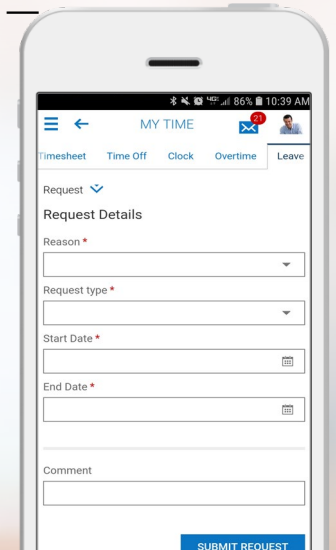 4G 86% 10:39 AM
MY TIME 21
Timesheet Time Off Clock Overtime Leave
Request
Request Details
Reason *
Request type *
Start Date *
End Date *
Comment
SUBMIT REQUEST